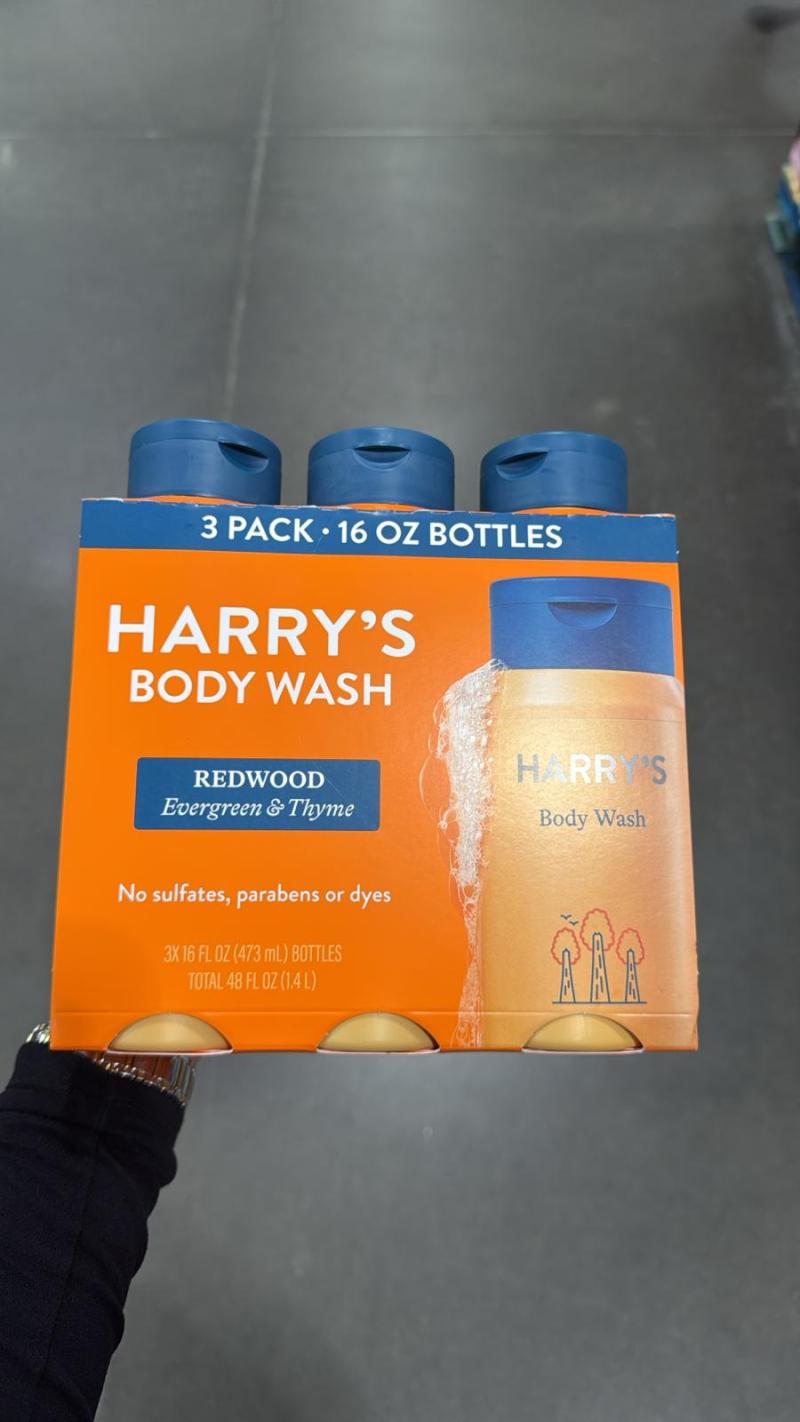 3 PACK · 16 OZ BOTTLES
HARRY'S
BODY WASH
REDWOOD
Evergreen & Thyme
No sulfates, parabens or dyes
3X 16 FL OZ (473 mL) BOTTLES
TOTAL 48 FL OZ (1.4 L)
HARRY'S
Body Wash